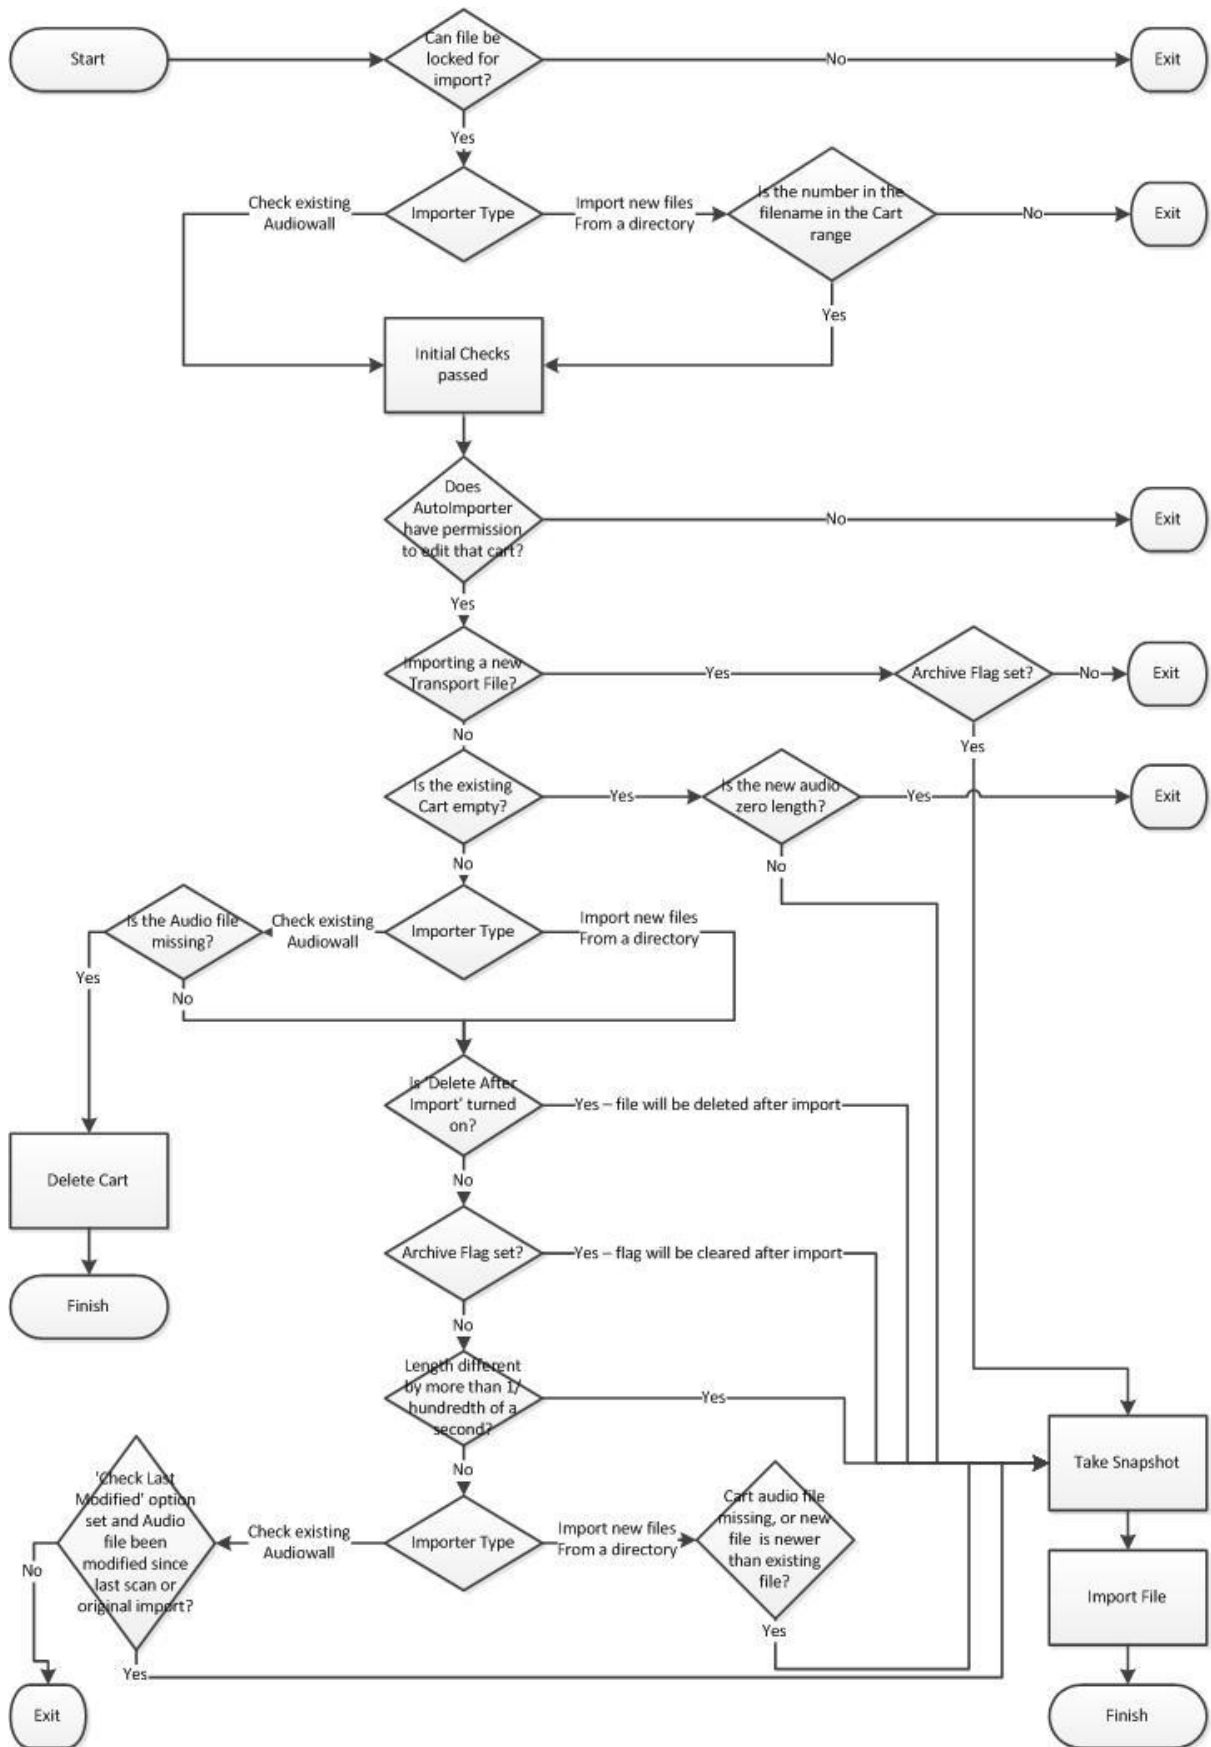 Can file be
locked for
import?
Start
No
Exit
Yes
Check existing
Audiowall
Importer Type
Import new files
From a directory
Is the number in the
filename in the Cart
range
No
Exit
Yes
Initial Checks
passed
Does
AutoImporter
have permission
to edit that cart?
No
Exit
Yes
Importing a new
Transport File?
Yes
Archive Flag set?
No
Exit
No
Yes
Is the existing
Cart empty?
Yes
Is the new audio
zero length?
Yes
Exit
No
No
Is the Audio file
missing?
Check existing
Audiowall
Importer Type
Import new files
From a directory
Yes
No
Is 'Delete After
Import' turned
on?
Yes – file will be deleted after import
Delete Cart
No
Archive Flag set?
Yes – flag will be cleared after import
Finish
No
Length different
by more than 1/
hundredth of a
second?
Yes
Take Snapshot
No
'Check Last
Modified' option
set and Audio
file been
modified since
last scan or
original import?
Check existing
Audiowall
Importer Type
Import new files
From a directory
Cart audio file
missing, or new
file is newer
than existing
file?
No
Import File
Yes
Yes
Exit
Finish